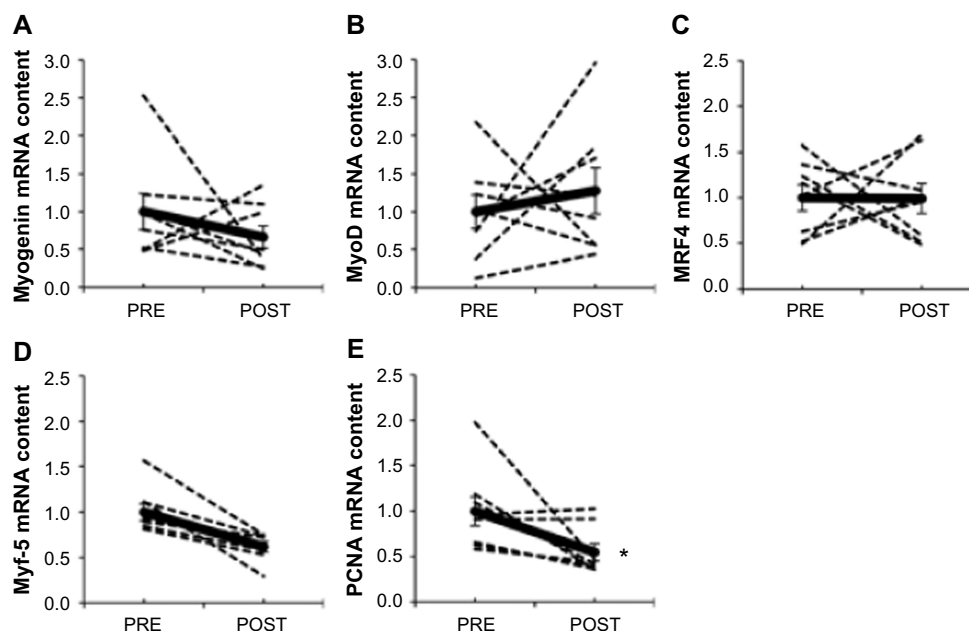 A
Myogenin mRNA content
3.0
2.5
2.0
1.5
1.0
0.5
0.0
PRE POST
B
MyoD mRNA content
3.0
2.5
2.0
1.5
1.0
0.5
0.0
PRE POST
C
MRF4 mRNA content
2.5
2.0
1.5
1.0
0.5
0.0
PRE POST
D
Myf-5 mRNA content
2.5
2.0
1.5
1.0
0.5
0.0
PRE POST
E
PCNA mRNA content
2.5
2.0
1.5
1.0
0.5
0.0
*
PRE POST